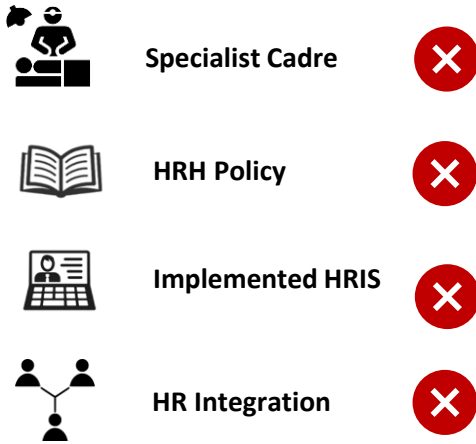 Specialist Cadre
HRH Policy
Implemented HRIS
HR Integration